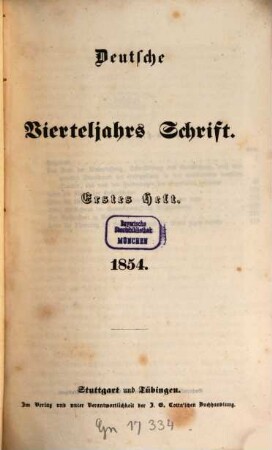 Deutsche
Vierteljahrs Schrift.
Erstes Heft.
Bayerische
Staatsbibliothek
MÜNCHEN
1854.
Stuttgart und Tübingen.
Im Verlag und unter Verantwortlichkeit der J. G. Cotta'schen Buchhandlung.
Gn 17 334.